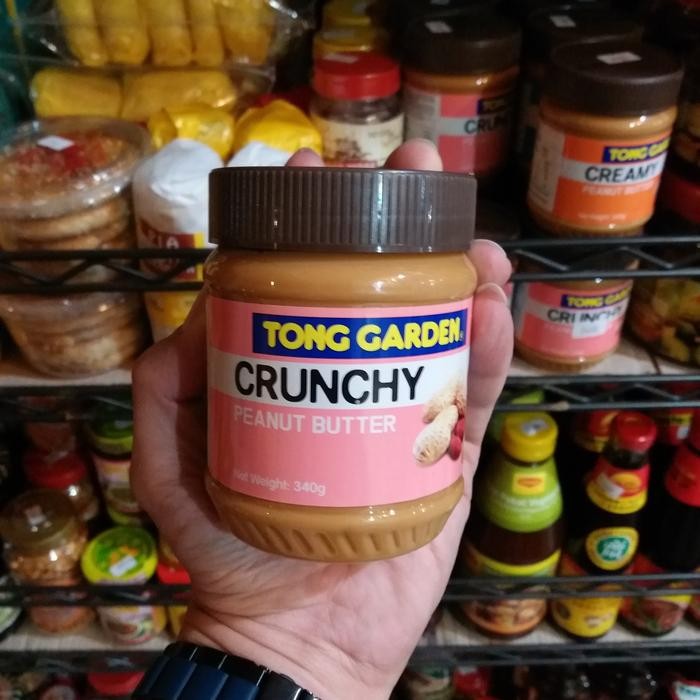 TONG GARDEN
CRUNCHY
PEANUT BUTTER
Net Weight: 340g
TONG GARDEN
CREAMY
PEANUT BUTTER
TONG GARDEN
CRUNCHY